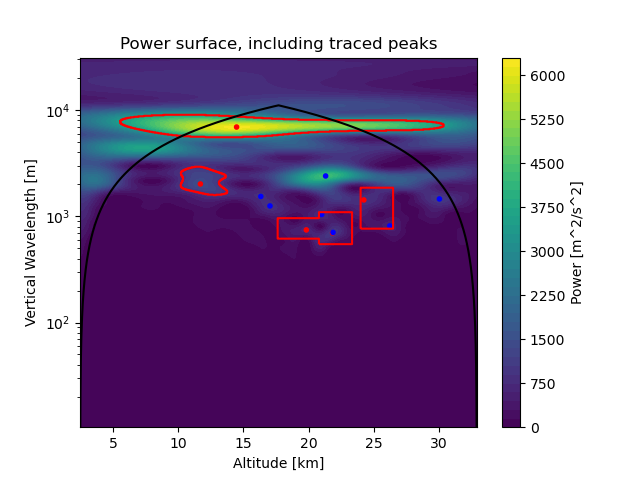 Power surface, including traced peaks
Vertical Wavelength [m]
10^4
10^3
10^2
5 10 15 20 25 30
Altitude [km]
6000
5250
4500
3750
3000
2250
1500
750
0
Power [m^2/s^2]